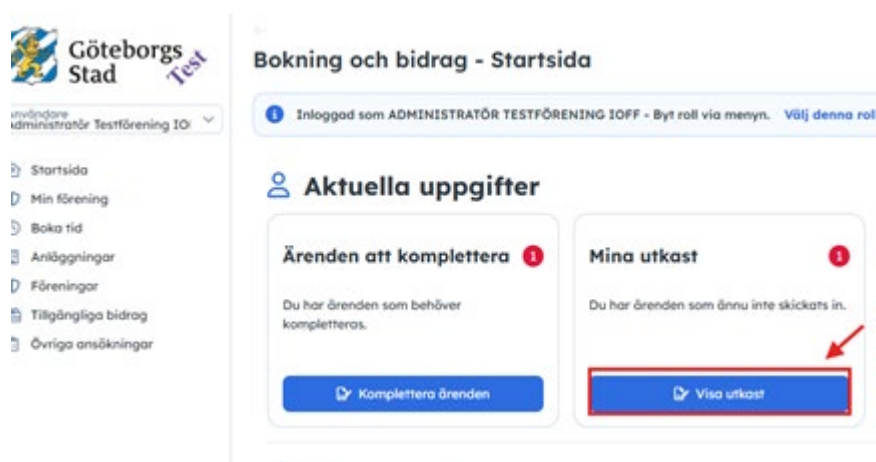 Göteborgs
Stad
Test
Användare
Administratör Testförening IOF
Startsida
Min förening
Boka tid
Anläggningar
Föreningar
Tillgängliga bidrag
Övriga ansökningar
Bokning och bidrag - Startsida
Inloggad som ADMINISTRATÖR TESTFÖRENING IOFF - Byt roll via menyn. Välj denna roll
Aktuella uppgifter
Ärenden att komplettera 1
Du har ärenden som behöver
kompletteras.
Komplettera ärenden
Mina utkast 1
Du har ärenden som ännu inte skickats in.
Visa utkast